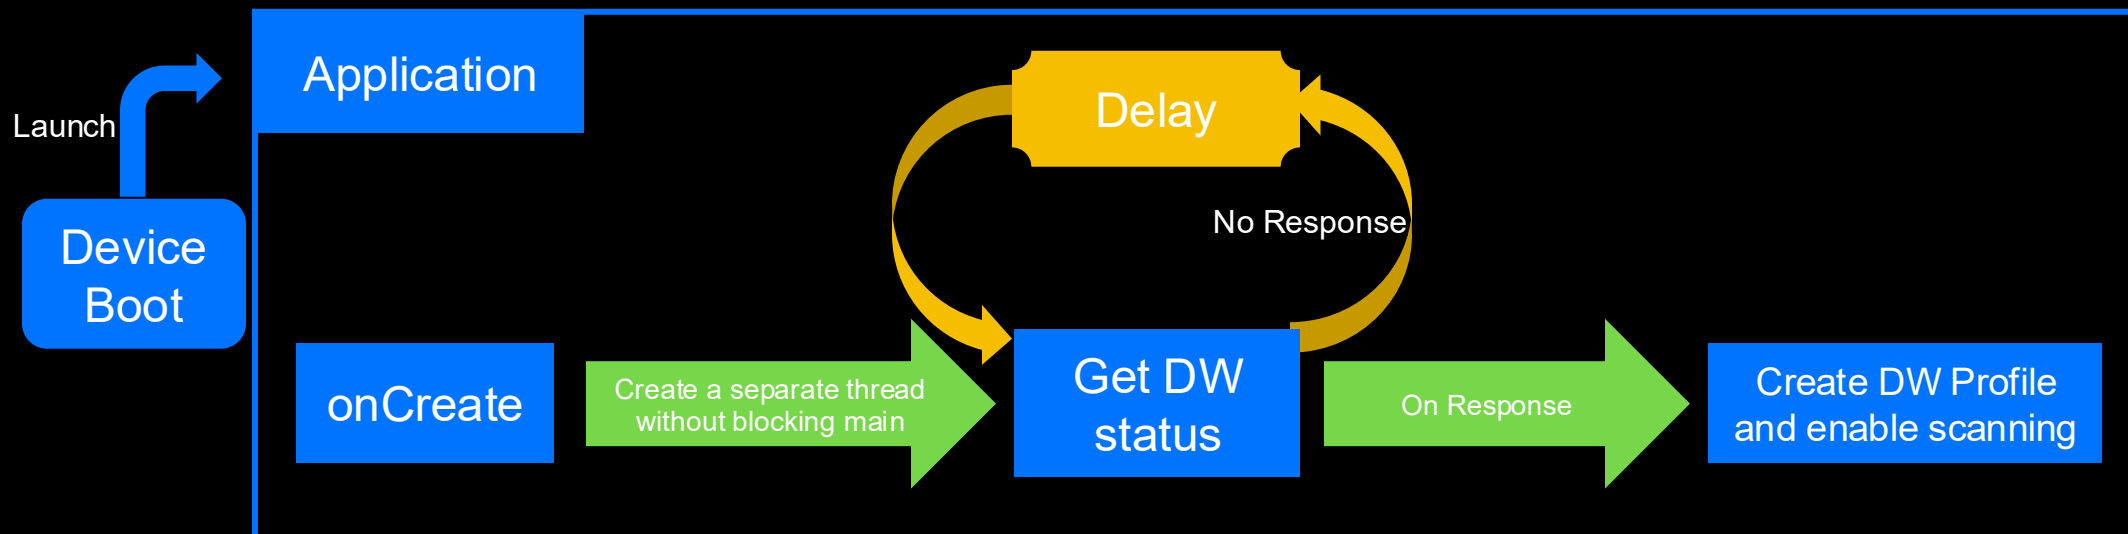 Application
Launch
Device
Boot
Delay
No Response
onCreate
Create a separate thread
without blocking main
Get DW
status
On Response
Create DW Profile
and enable scanning